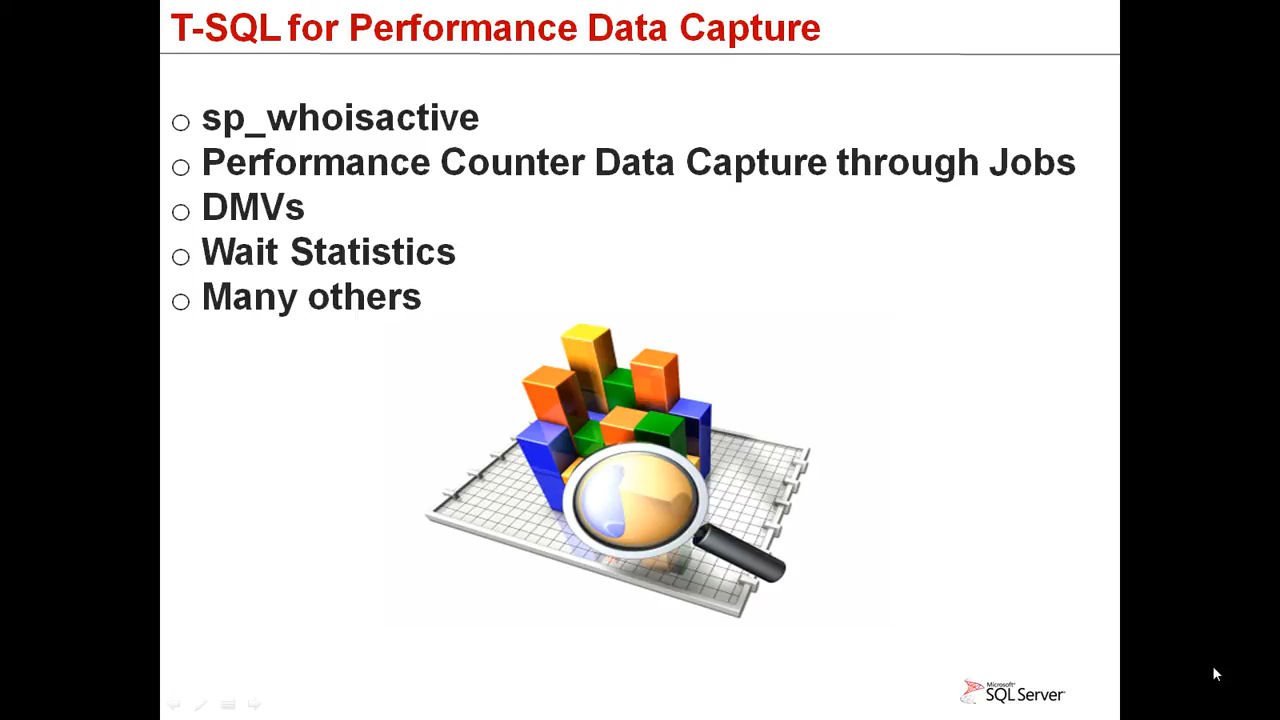 T-SQL for Performance Data Capture
sp_whoisactive
Performance Counter Data Capture through Jobs
DMVs
Wait Statistics
Many others
Microsoft®
SQL Server®